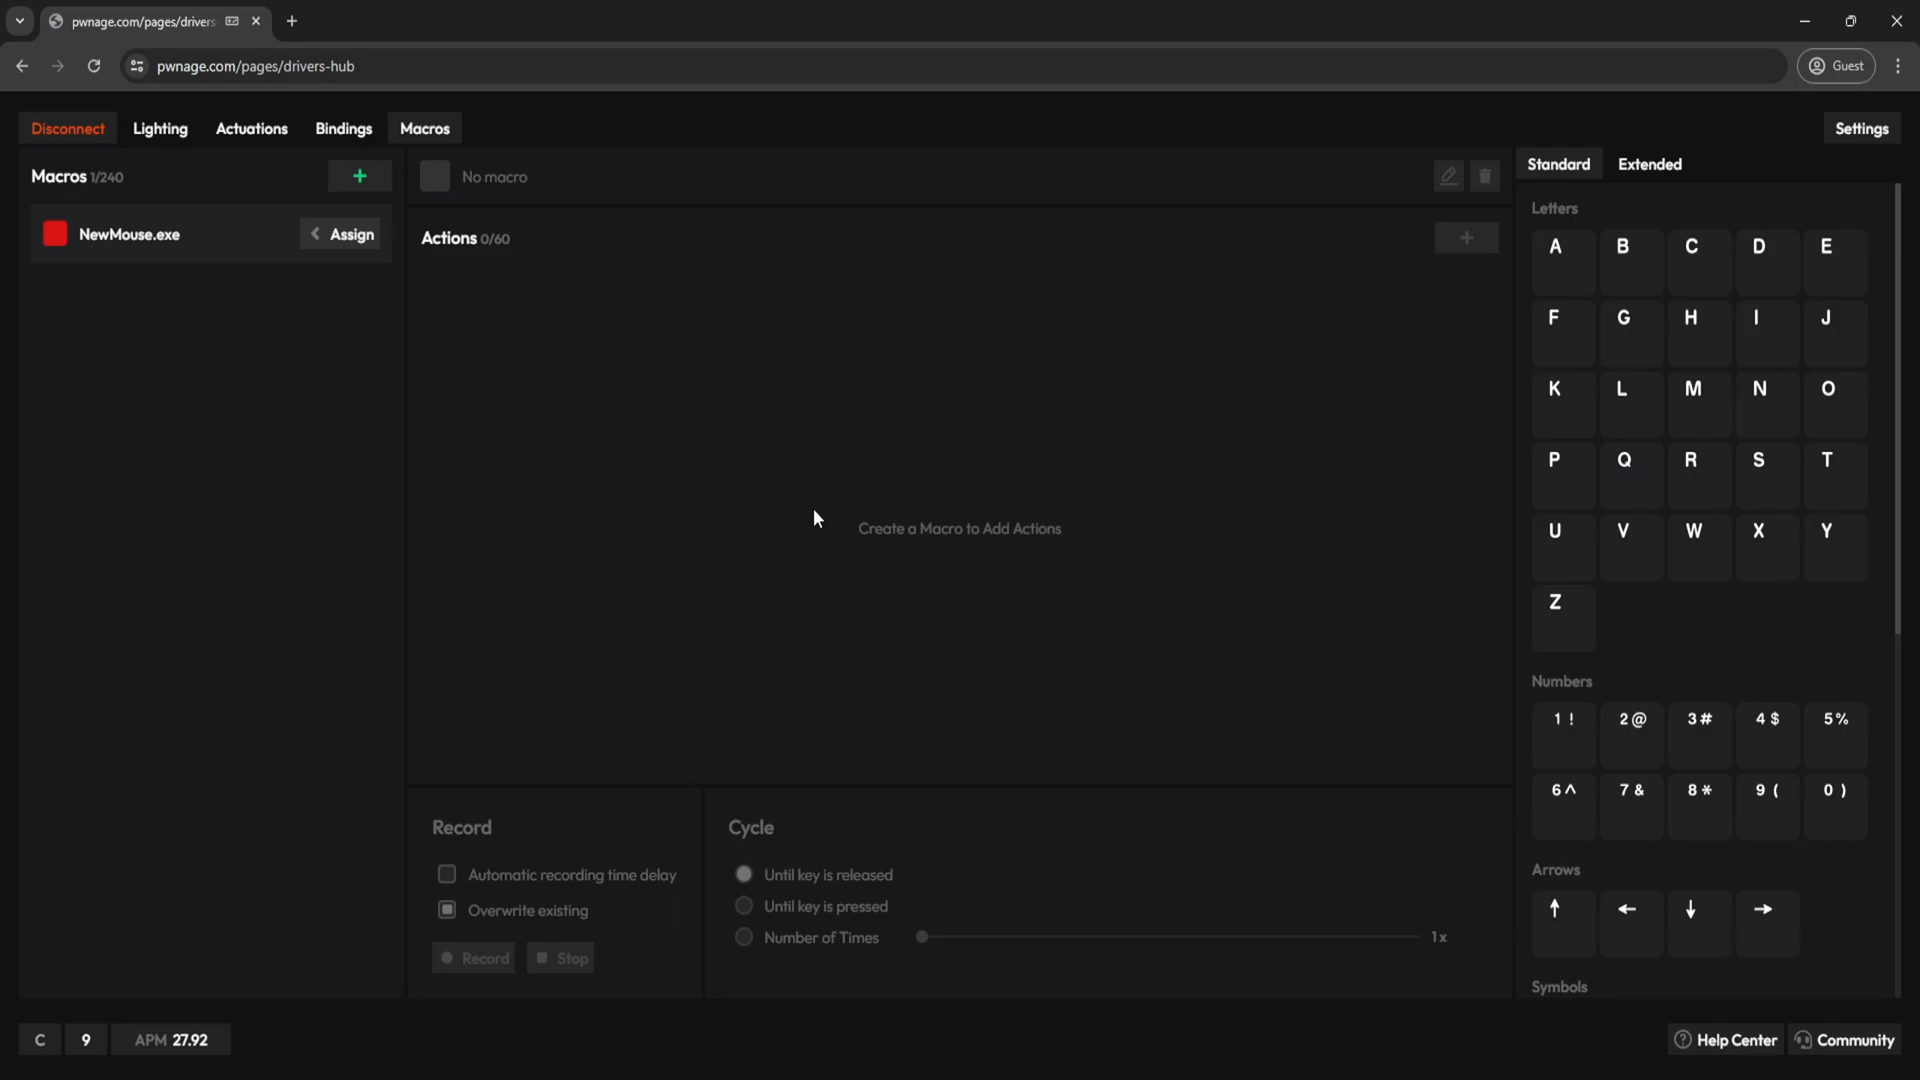 pwnage.com/pages/drivers
pwnage.com/pages/drivers-hub
Guest
Disconnect
Lighting
Actuations
Bindings
Macros
Settings
Macros 1/240
+
NewMouse.exe
Assign
No macro
Actions 0/60
+
Create a Macro to Add Actions
Record
Automatic recording time delay
Overwrite existing
Record
Stop
Cycle
Until key is released
Until key is pressed
Number of Times
1x
Standard
Extended
Letters
A B C D E
F G H I J
K L M N O
P Q R S T
U V W X Y
Z
Numbers
1 ! 2 @ 3 # 4 $ 5 %
6 ^ 7 & 8 * 9 ( 0 )
Arrows
↑ ← ↓ →
Symbols
C
9
APM 27.92
Help Center
Community